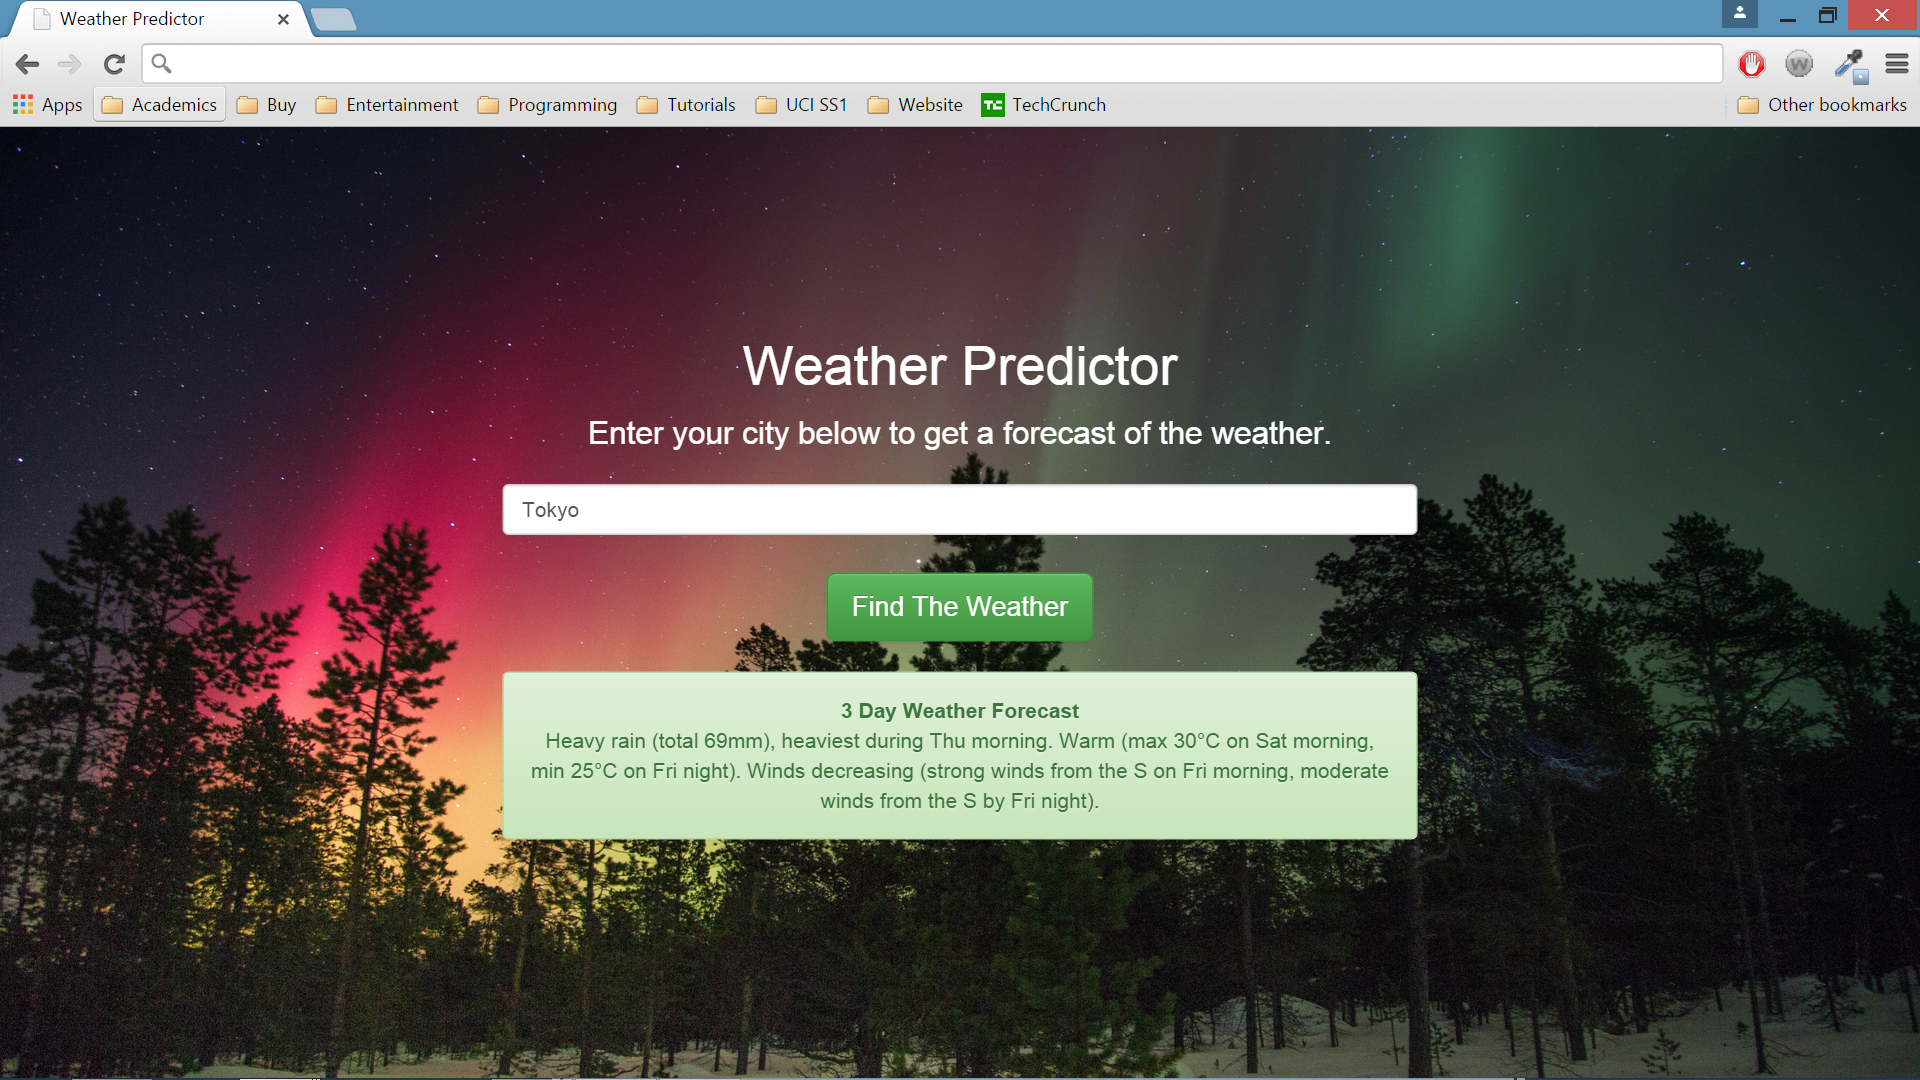 Weather Predictor
Apps Academics Buy Entertainment Programming Tutorials UCI SS1 Website TechCrunch Other bookmarks
Weather Predictor
Enter your city below to get a forecast of the weather.
Tokyo
Find The Weather
3 Day Weather Forecast
Heavy rain (total 69mm), heaviest during Thu morning. Warm (max 30°C on Sat morning,
min 25°C on Fri night). Winds decreasing (strong winds from the S on Fri morning, moderate
winds from the S by Fri night).